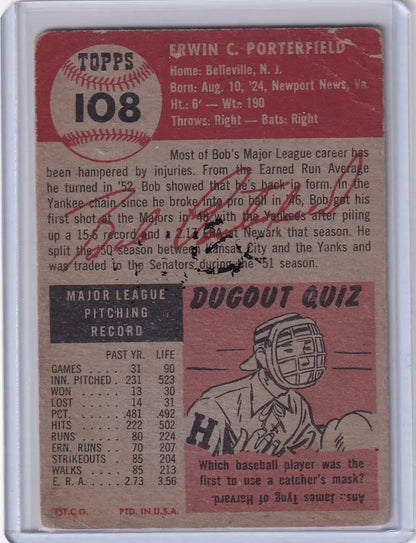 TOPPS
108
ERWIN C. PORTERFIELD
Home: Belleville, N. J.
Born: Aug. 10, '24, Newport News, Va.
Ht.: 6' – Wt.: 190
Throws: Right – Bats: Right
Most of Bob's Major League career has
been hampered by injuries. From the Earned Run Average
he turned in '52, Bob showed that he's back in form. In the
Yankee chain since he broke into pro ball in '46, Bob got his
first shot at the Majors in '48 with the Yankees after piling
up a 15-6 record and a ERA at Newark that season. He
split the '50 season between Kansas City and the Yanks and
was traded to the Senators during the '51 season.
MAJOR LEAGUE
PITCHING
RECORD
PAST YR. LIFE
GAMES 31 90
INN. PITCHED 231 523
WON 13 30
LOST 14 31
PCT. .481 .492
HITS 222 502
RUNS 80 224
ERN. RUNS 70 207
STRIKEOUTS 85 204
WALKS 85 213
E. R. A. 2.73 3.56
©T.C.G. PTD. IN U.S.A.
DUGOUT QUIZ
H
Which baseball player was the
first to use a catcher's mask?
Ans.: James Tyng of Harvard.